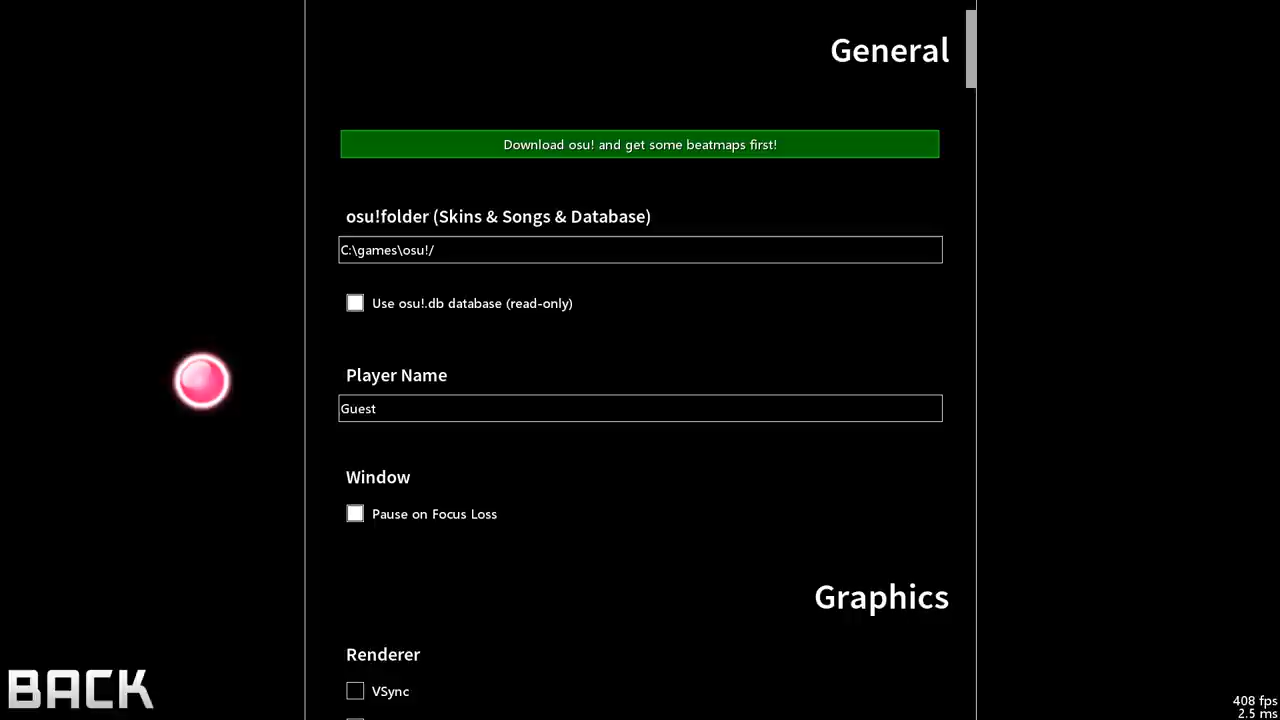 General
Download osu! and get some beatmaps first!
osu!folder (Skins & Songs & Database)
C:\games\osu!/
Use osu!.db database (read-only)
Player Name
Guest
Window
Pause on Focus Loss
Graphics
Renderer
VSync
BACK
408 fps
2.5 ms